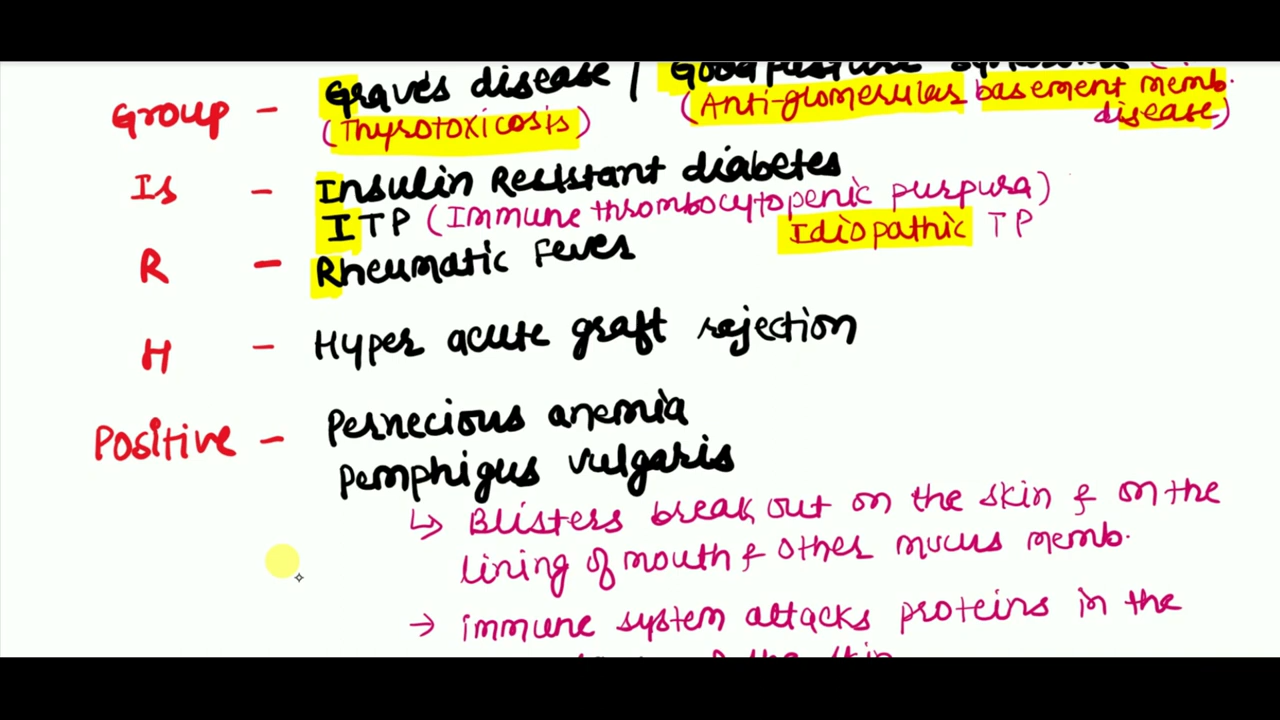 Group - Graves disease / Goodpasture
(Thyrotoxicosis) (Anti-glomerular basement memb. disease)
Is - Insulin Resistant diabetes
ITP (Immune thrombocytopenic purpura)
Idiopathic TP
R - Rheumatic Fever
H - Hyper acute graft rejection
Positive - Pernecious anemia
Pemphigus vulgaris
↳ Blisters break out on the skin & on the
lining of mouth & other mucus memb.
→ immune system attacks proteins in the